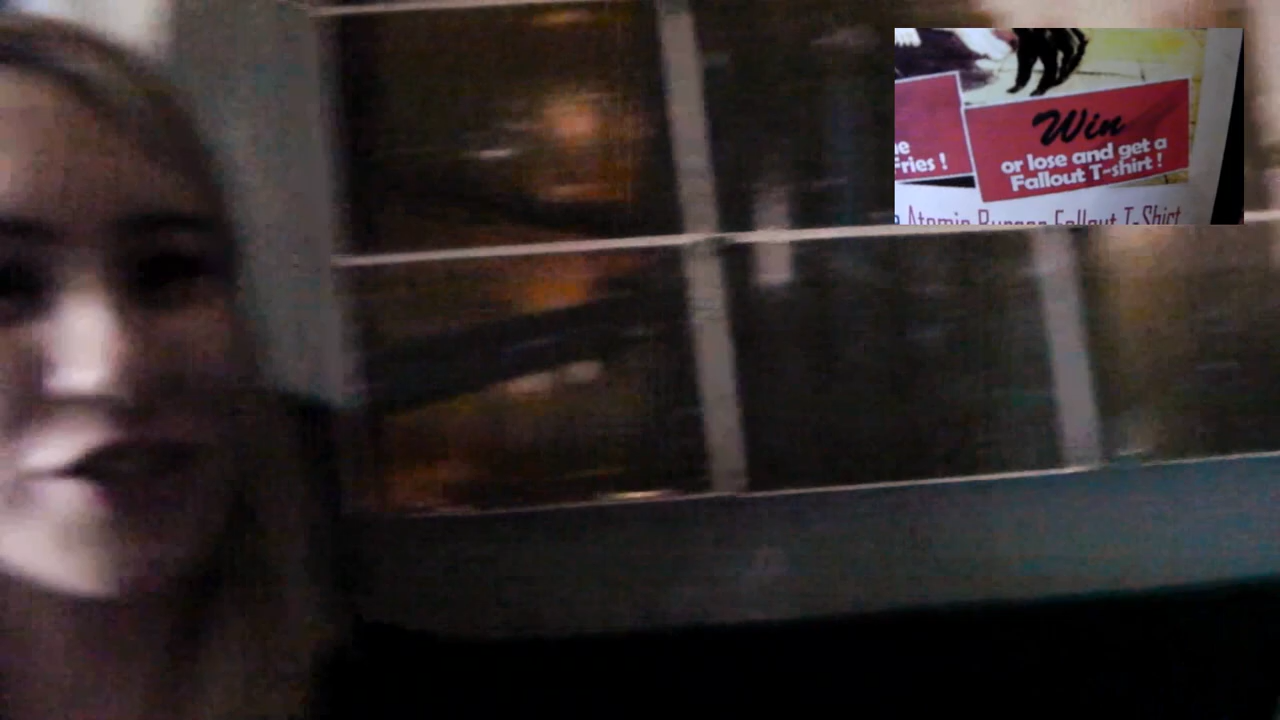 Win
or lose and get a
Fallout T-shirt !
e
Fries !
Atomic Burger Fallout T-Shirt